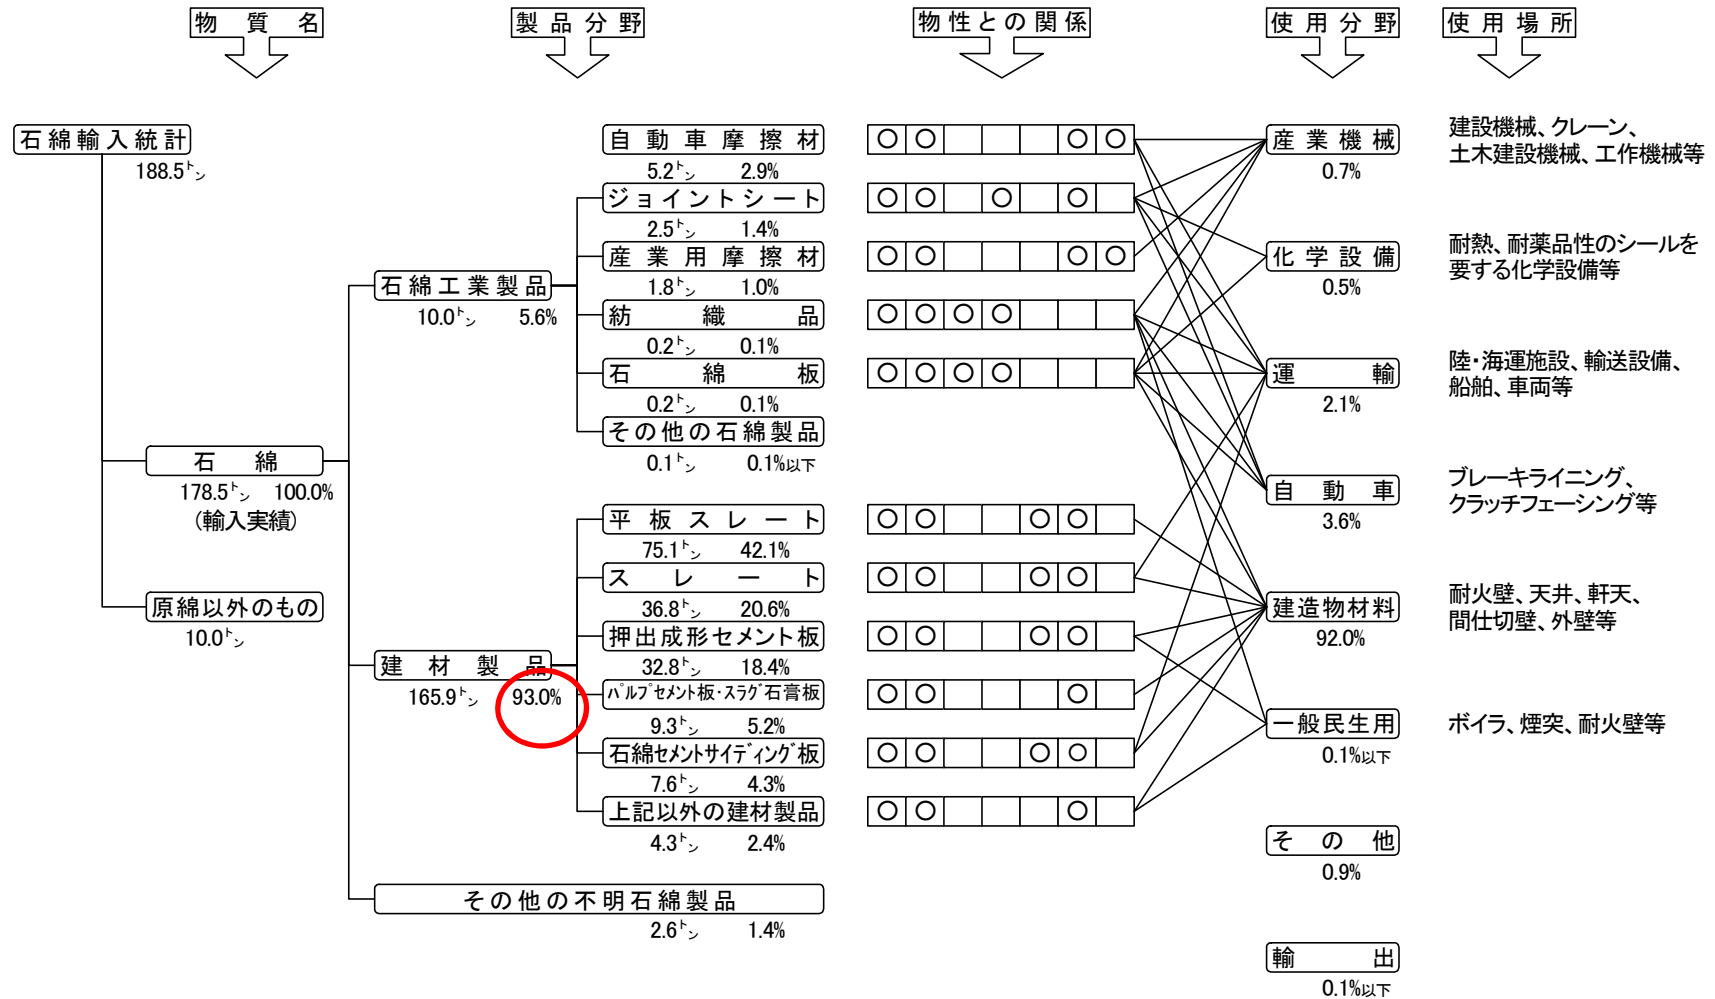 物質名
製品分野
物性との関係
使用分野
使用場所
石綿輸入統計
188.5トン
石綿
178.5トン 100.0%
(輸入実績)
原綿以外のもの
10.0トン
石綿工業製品
10.0トン 5.6%
建材製品
165.9トン 93.0%
その他の不明石綿製品
2.6トン 1.4%
自動車摩擦材
5.2トン 2.9%
ジョイントシート
2.5トン 1.4%
産業用摩擦材
1.8トン 1.0%
紡織品
0.2トン 0.1%
石綿板
0.2トン 0.1%
その他の石綿製品
0.1トン 0.1%以下
平板スレート
75.1トン 42.1%
スレート
36.8トン 20.6%
押出成形セメント板
32.8トン 18.4%
パルプセメント板・スラグ石膏板
9.3トン 5.2%
石綿セメントサイディング板
7.6トン 4.3%
上記以外の建材製品
4.3トン 2.4%
○○○○
○○○○
○○○○
○○○○
○○○○
○○○○
○○○○
○○○○
○○○
○○○○
○○○
産業機械
0.7%
化学設備
0.5%
運輸
2.1%
自動車
3.6%
建造物材料
92.0%
一般民生用
0.1%以下
その他
0.9%
輸出
0.1%以下
建設機械、クレーン、
土木建設機械、工作機械等
耐熱、耐薬品性のシールを
要する化学設備等
陸・海運施設、輸送設備、
船舶、車両等
ブレーキライニング、
クラッチフェーシング等
耐火壁、天井、軒天、
間仕切壁、外壁等
ボイラ、煙突、耐火壁等